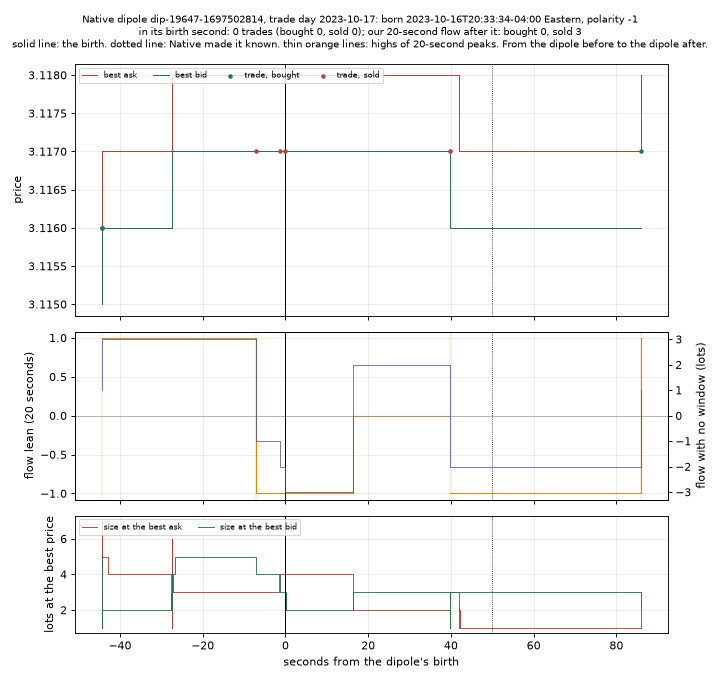 Native dipole dip-19647-1697502814, trade day 2023-10-17: born 2023-10-16T20:33:34-04:00 Eastern, polarity -1
in its birth second: 0 trades (bought 0, sold 0); our 20-second flow after it: bought 0, sold 3
solid line: the birth. dotted line: Native made it known. thin orange lines: highs of 20-second peaks. From the dipole before to the dipole after.
best ask best bid trade, bought trade, sold
3.1180
3.1175
3.1170
3.1165
3.1160
3.1155
3.1150
price
1.0
0.5
0.0
−0.5
−1.0
flow lean (20 seconds)
3
2
1
0
−1
−2
−3
flow with no window (lots)
size at the best ask size at the best bid
6
4
2
lots at the best price
−40 −20 0 20 40 60 80
seconds from the dipole's birth